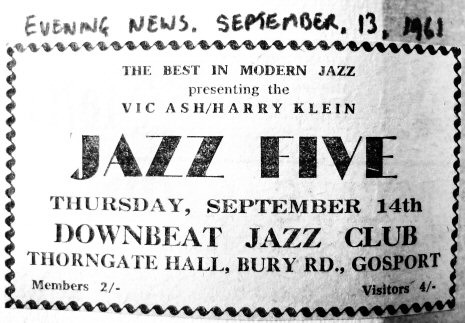 EVENING NEWS. SEPTEMBER. 13, 1961
THE BEST IN MODERN JAZZ
presenting the
VIC ASH/HARRY KLEIN
JAZZ FIVE
THURSDAY, SEPTEMBER 14th
DOWNBEAT JAZZ CLUB
THORNGATE HALL, BURY RD., GOSPORT
Members 2/- Visitors 4/-